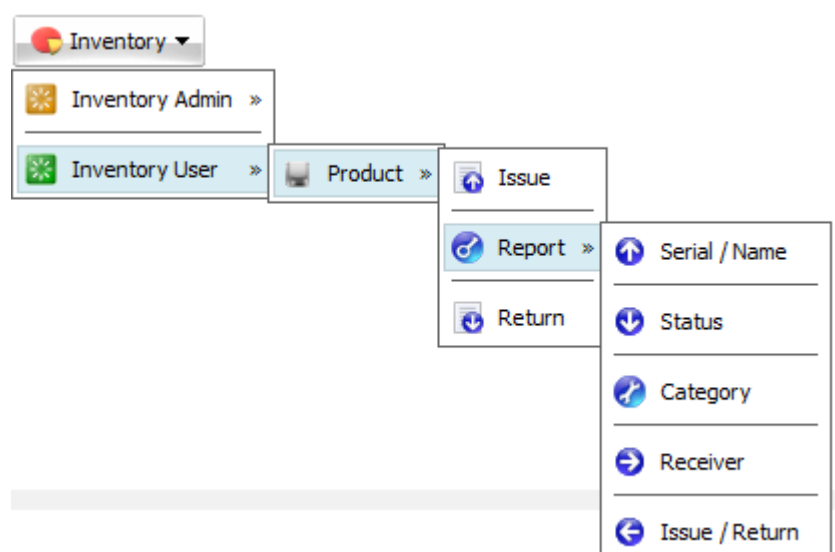 Inventory
Inventory Admin »
Inventory User »
Product »
Issue
Report »
Return
Serial / Name
Status
Category
Receiver
Issue / Return